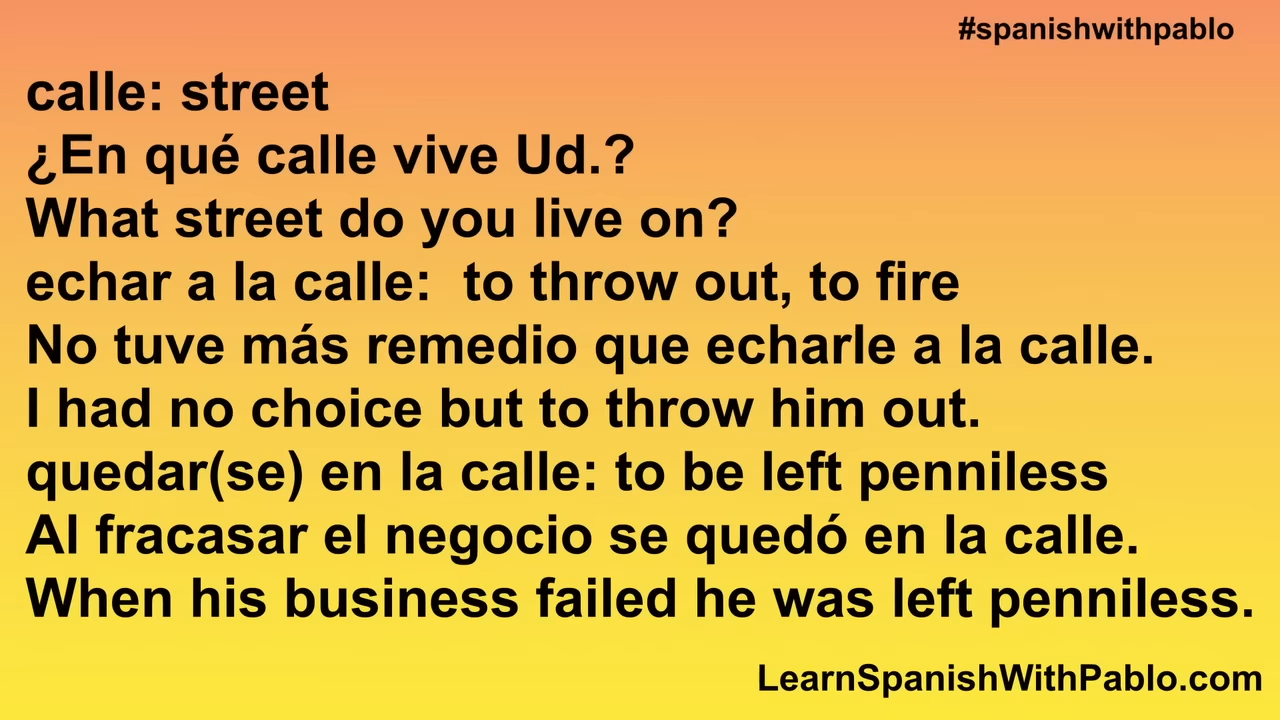 #spanishwithpablo
calle: street
¿En qué calle vive Ud.?
What street do you live on?
echar a la calle:  to throw out, to fire
No tuve más remedio que echarle a la calle.
I had no choice but to throw him out.
quedar(se) en la calle: to be left penniless
Al fracasar el negocio se quedó en la calle.
When his business failed he was left penniless.
LearnSpanishWithPablo.com